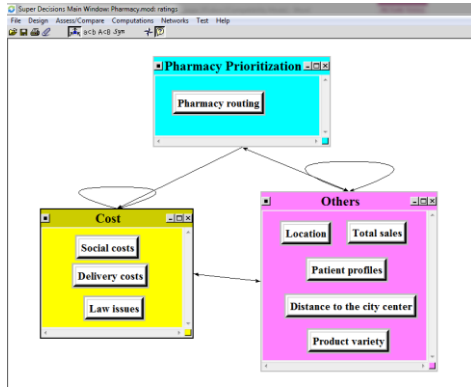 Super Decisions Main Window: Pharmacy.mod: ratings
File Design Assess/Compare Computations Networks Test Help
Pharmacy Prioritization
Pharmacy routing
Cost
Social costs
Delivery costs
Law issues
Others
Location
Total sales
Patient profiles
Distance to the city center
Product variety